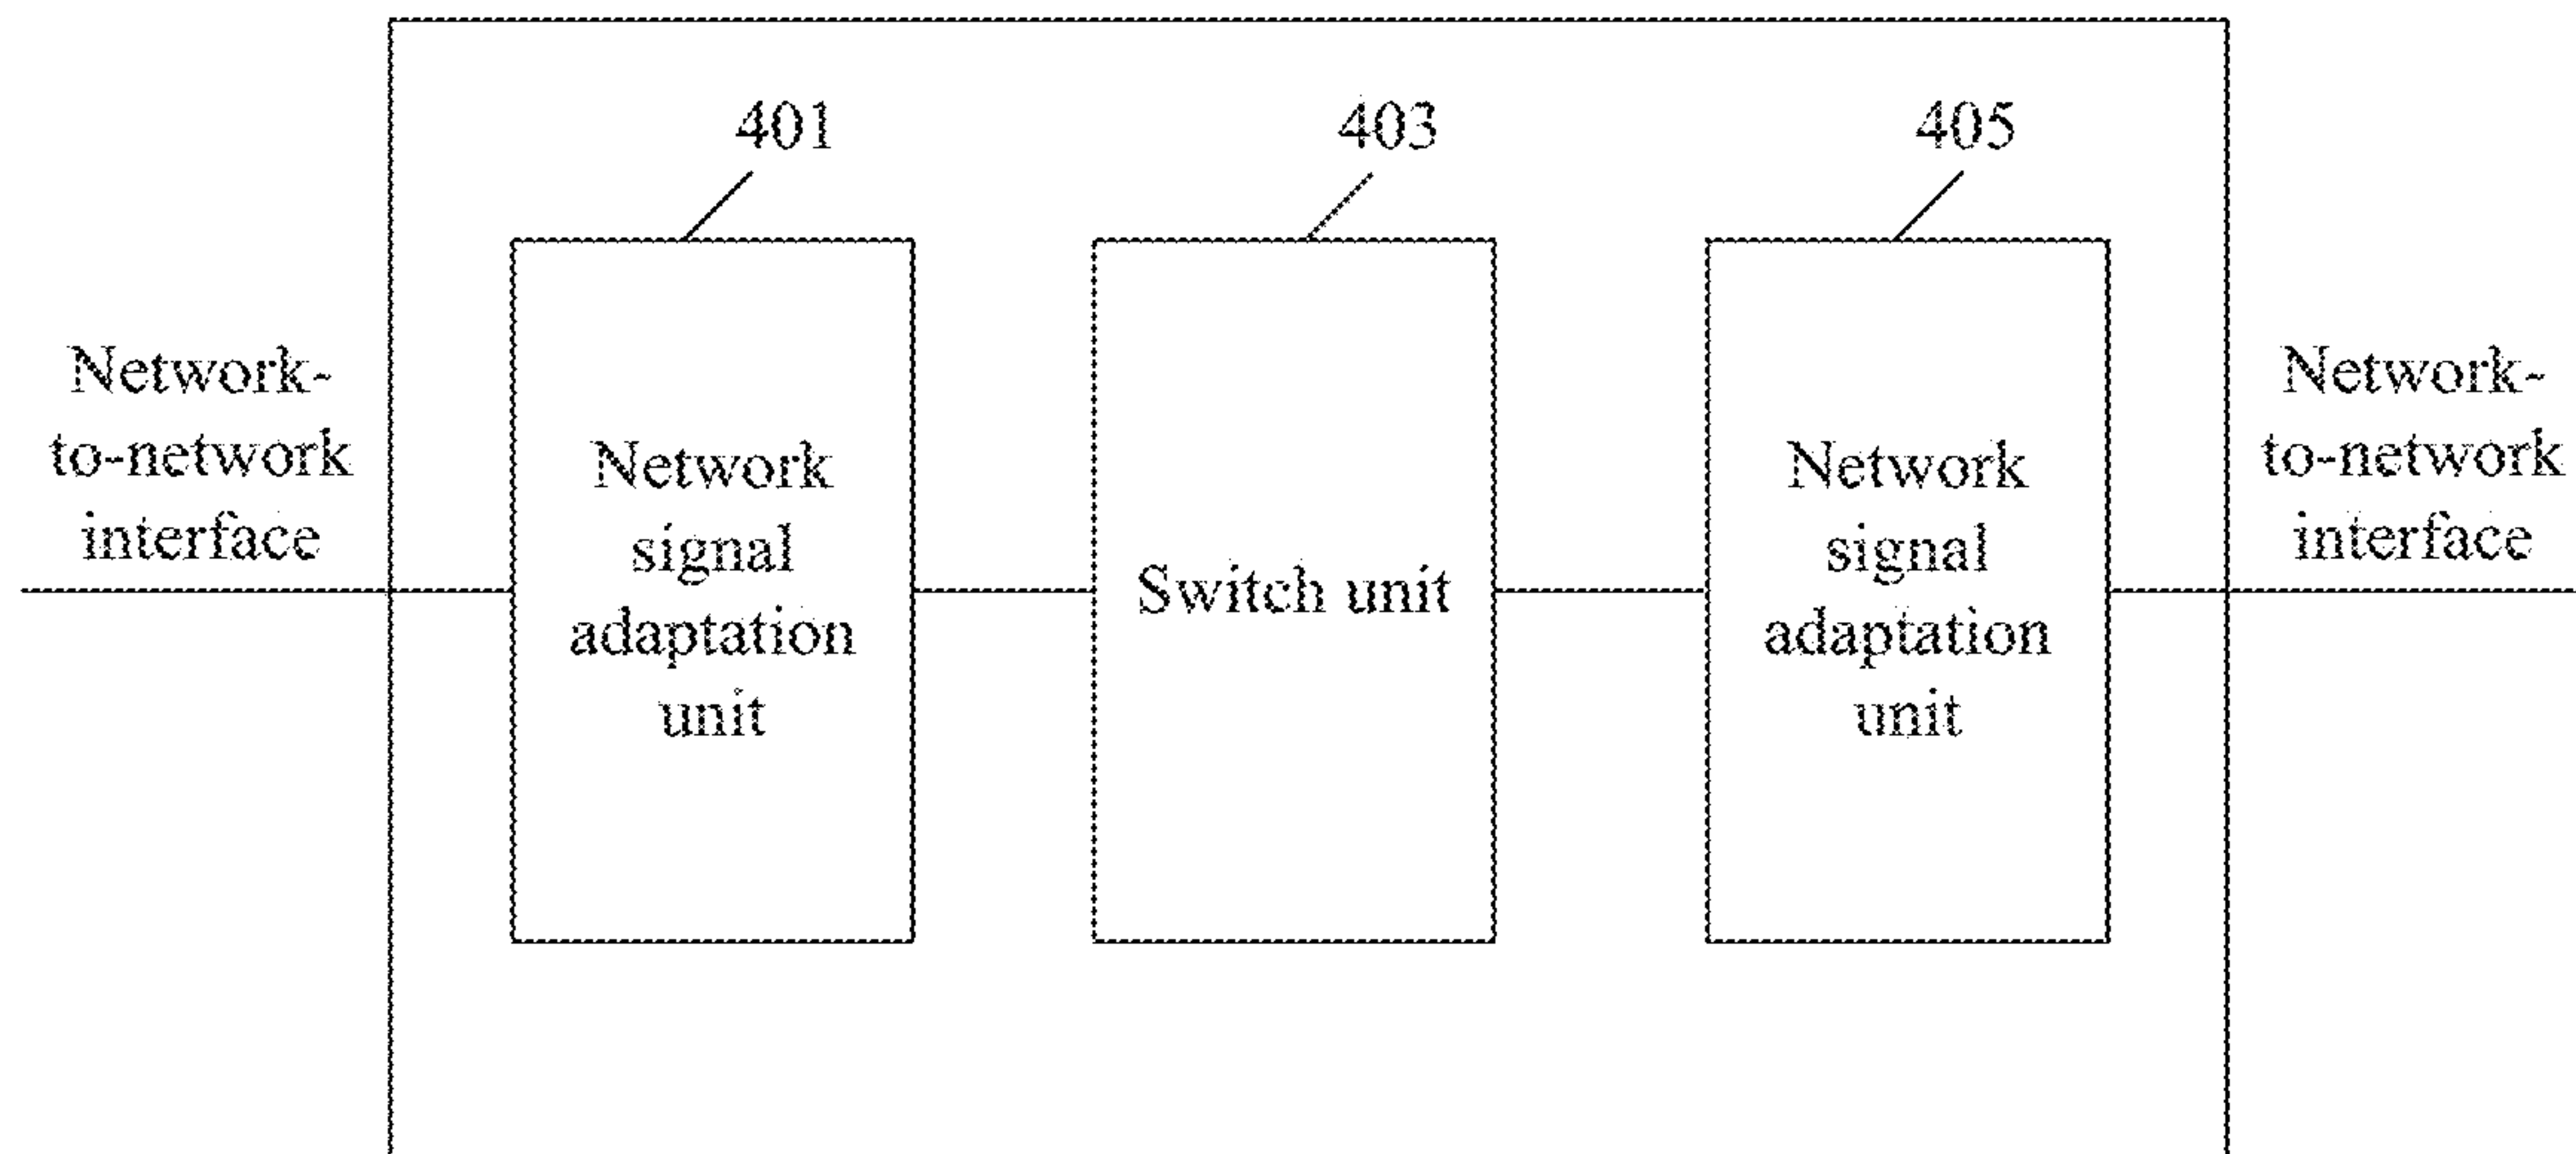 401
403
405
Network-
to-network
interface
Network
signal
adaptation
unit
Switch unit
Network
signal
adaptation
unit
Network-
to-network
interface